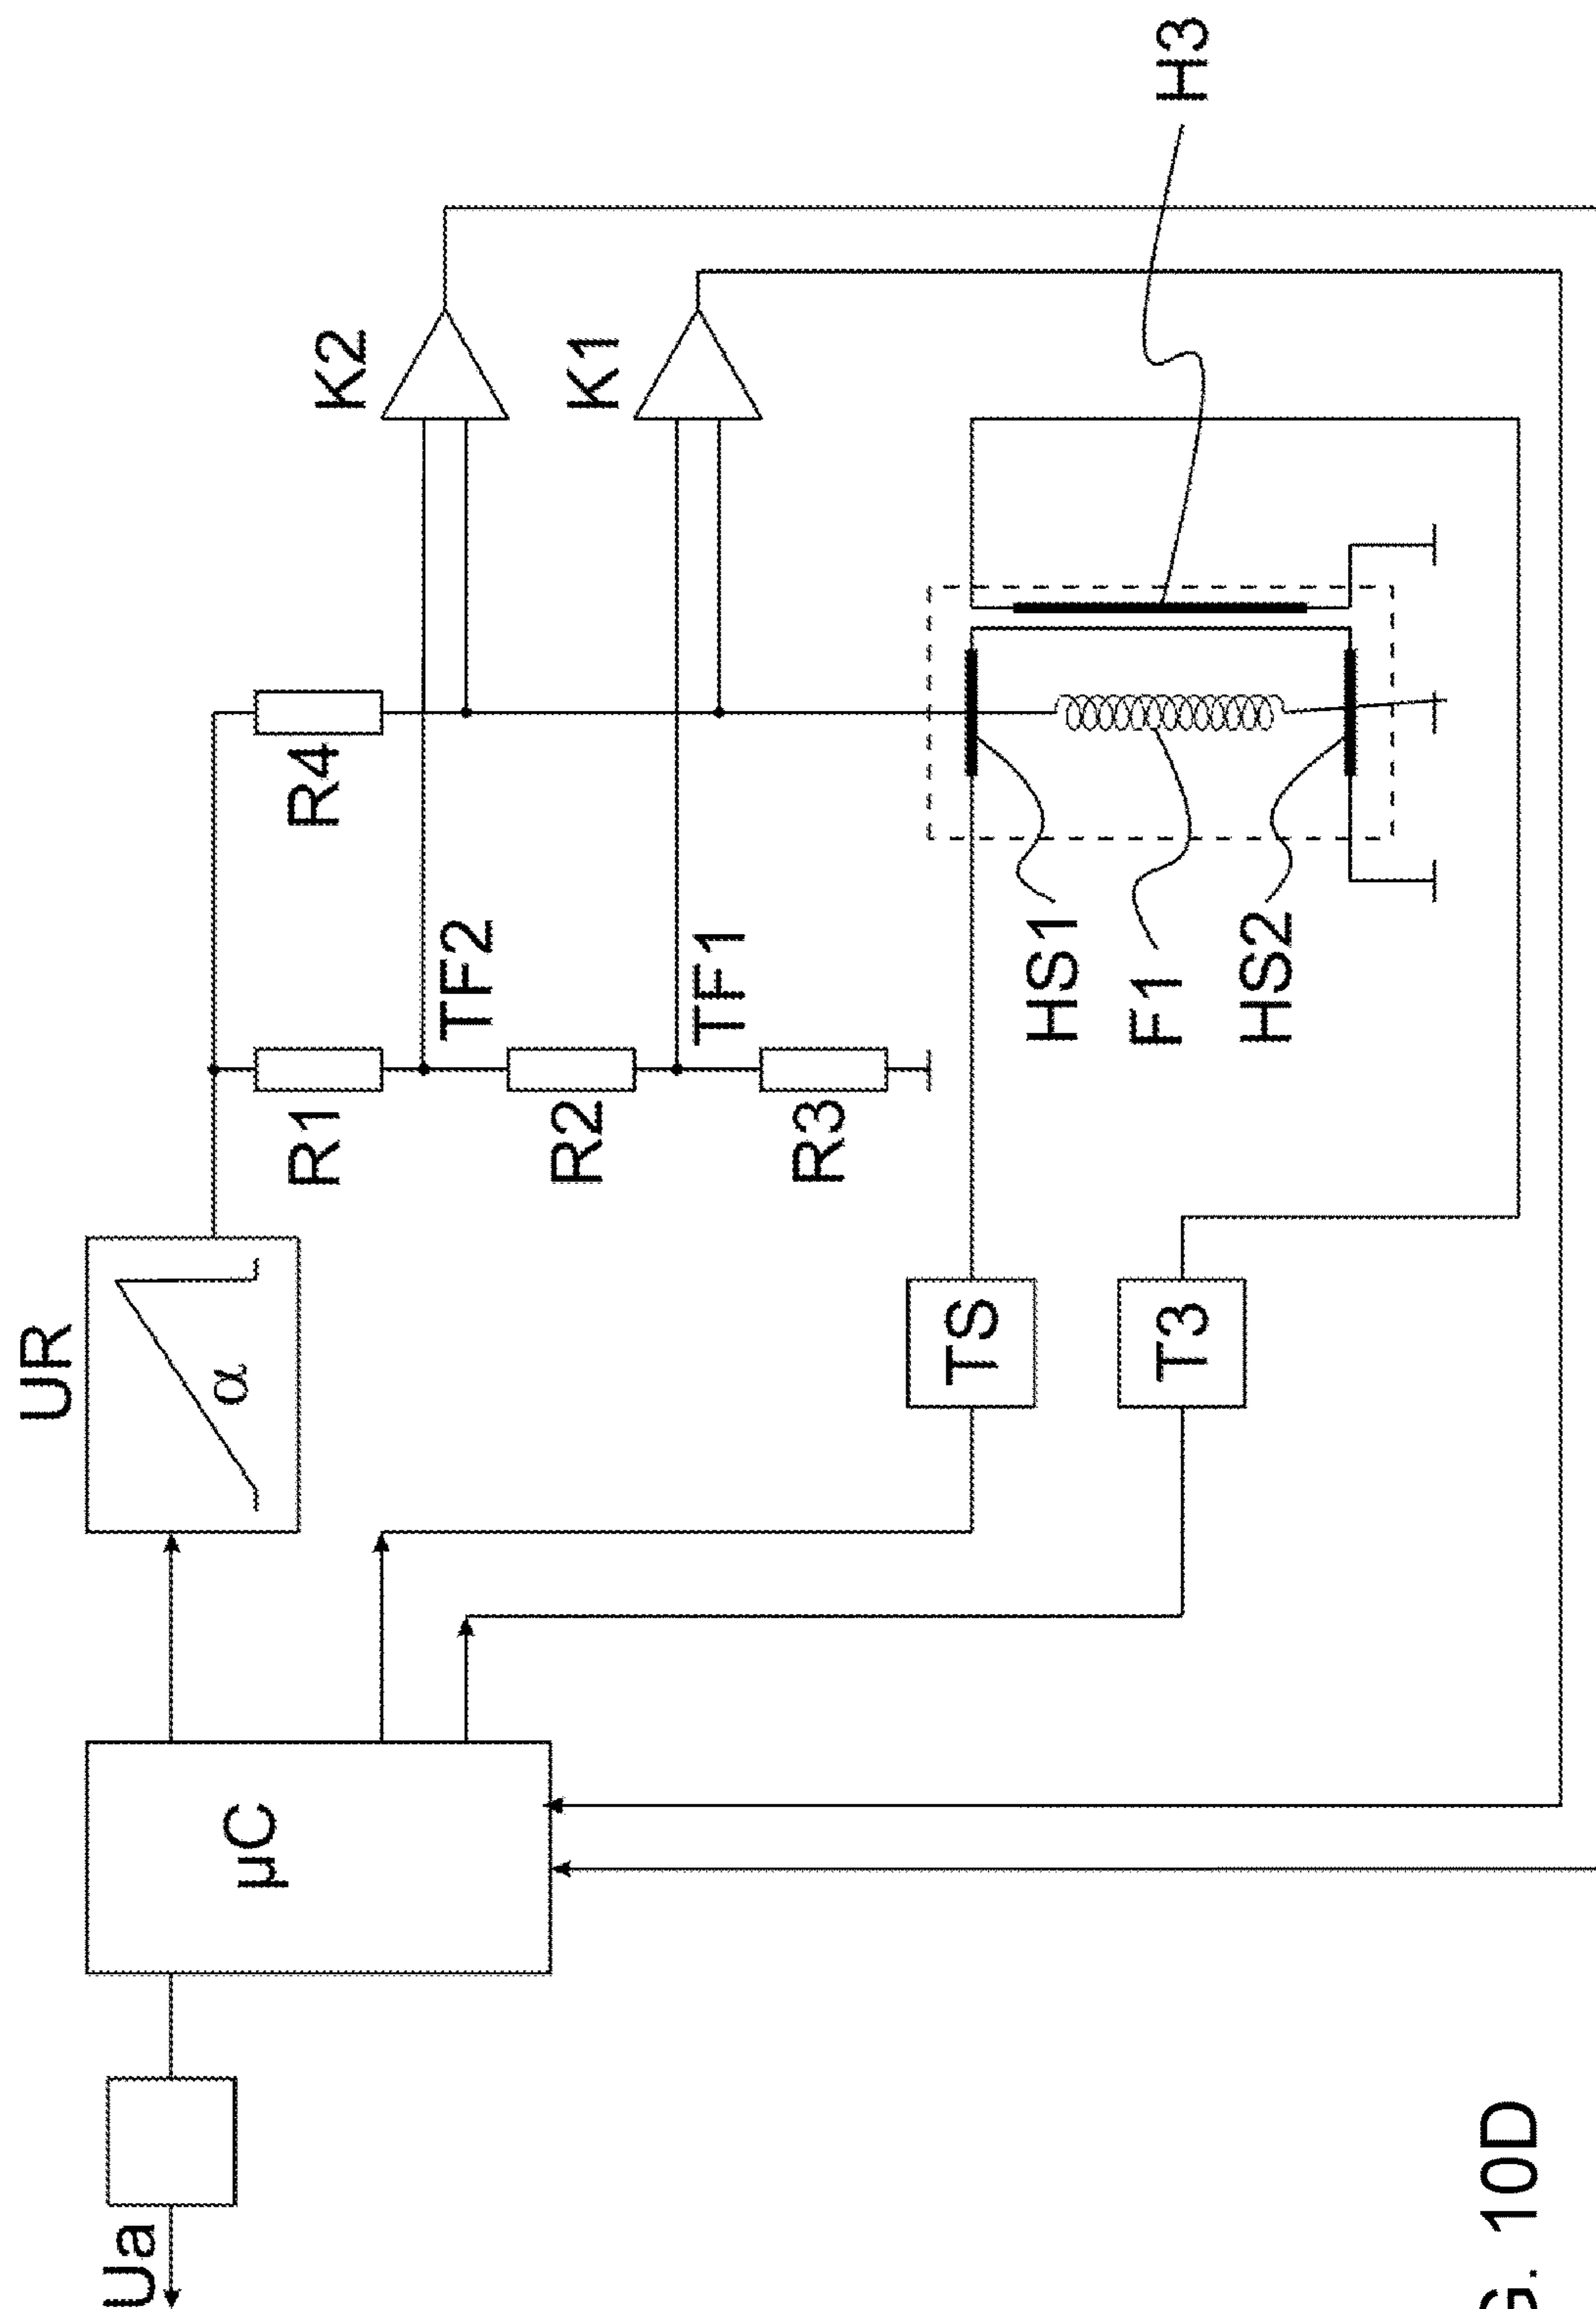 UR
α
R1
R4
K2
H3
TF2
R2
K1
TF1
R3
µC
TS
HS1
T3
F1
HS2
Ua
G. 10D